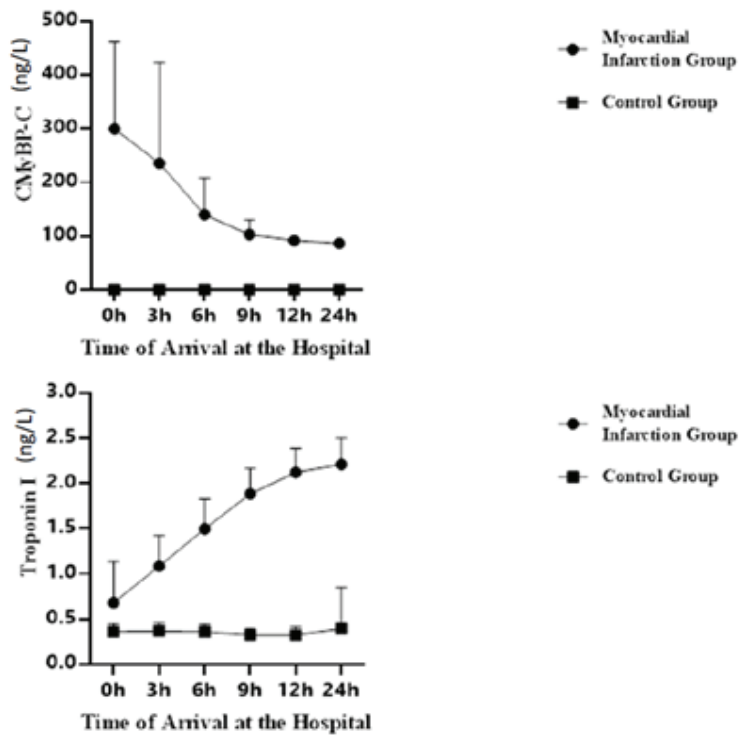 500
400
300
200
100
0
CMyBP-C (ng/L)
0h 3h 6h 9h 12h 24h
Time of Arrival at the Hospital
Myocardial
Infarction Group
Control Group
3.0
2.5
2.0
1.5
1.0
0.5
0.0
Troponin I (ng/L)
0h 3h 6h 9h 12h 24h
Time of Arrival at the Hospital
Myocardial
Infarction Group
Control Group